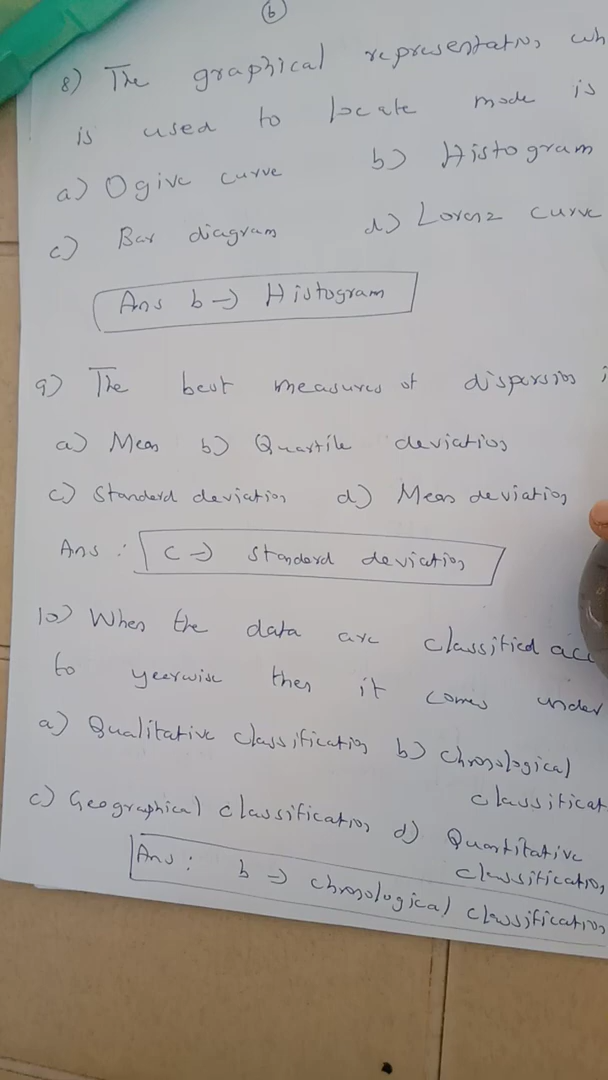 6
8) The graphical representation, wh
is used to locate mode is
a) Ogive curve b) Histogram
c) Bar diagram d) Lorenz curve
Ans b → Histogram
9) The best measures of dispersion i
a) Mean b) Quartile deviation
c) Standard deviation d) Mean deviation
Ans : c → standard deviation
10) When the data are classified acc
to yearwise then it comes under
a) Qualitative classification b) chronological
classificat
c) Geographical classification d) Quantitative
classification
Ans : b → chronological classification